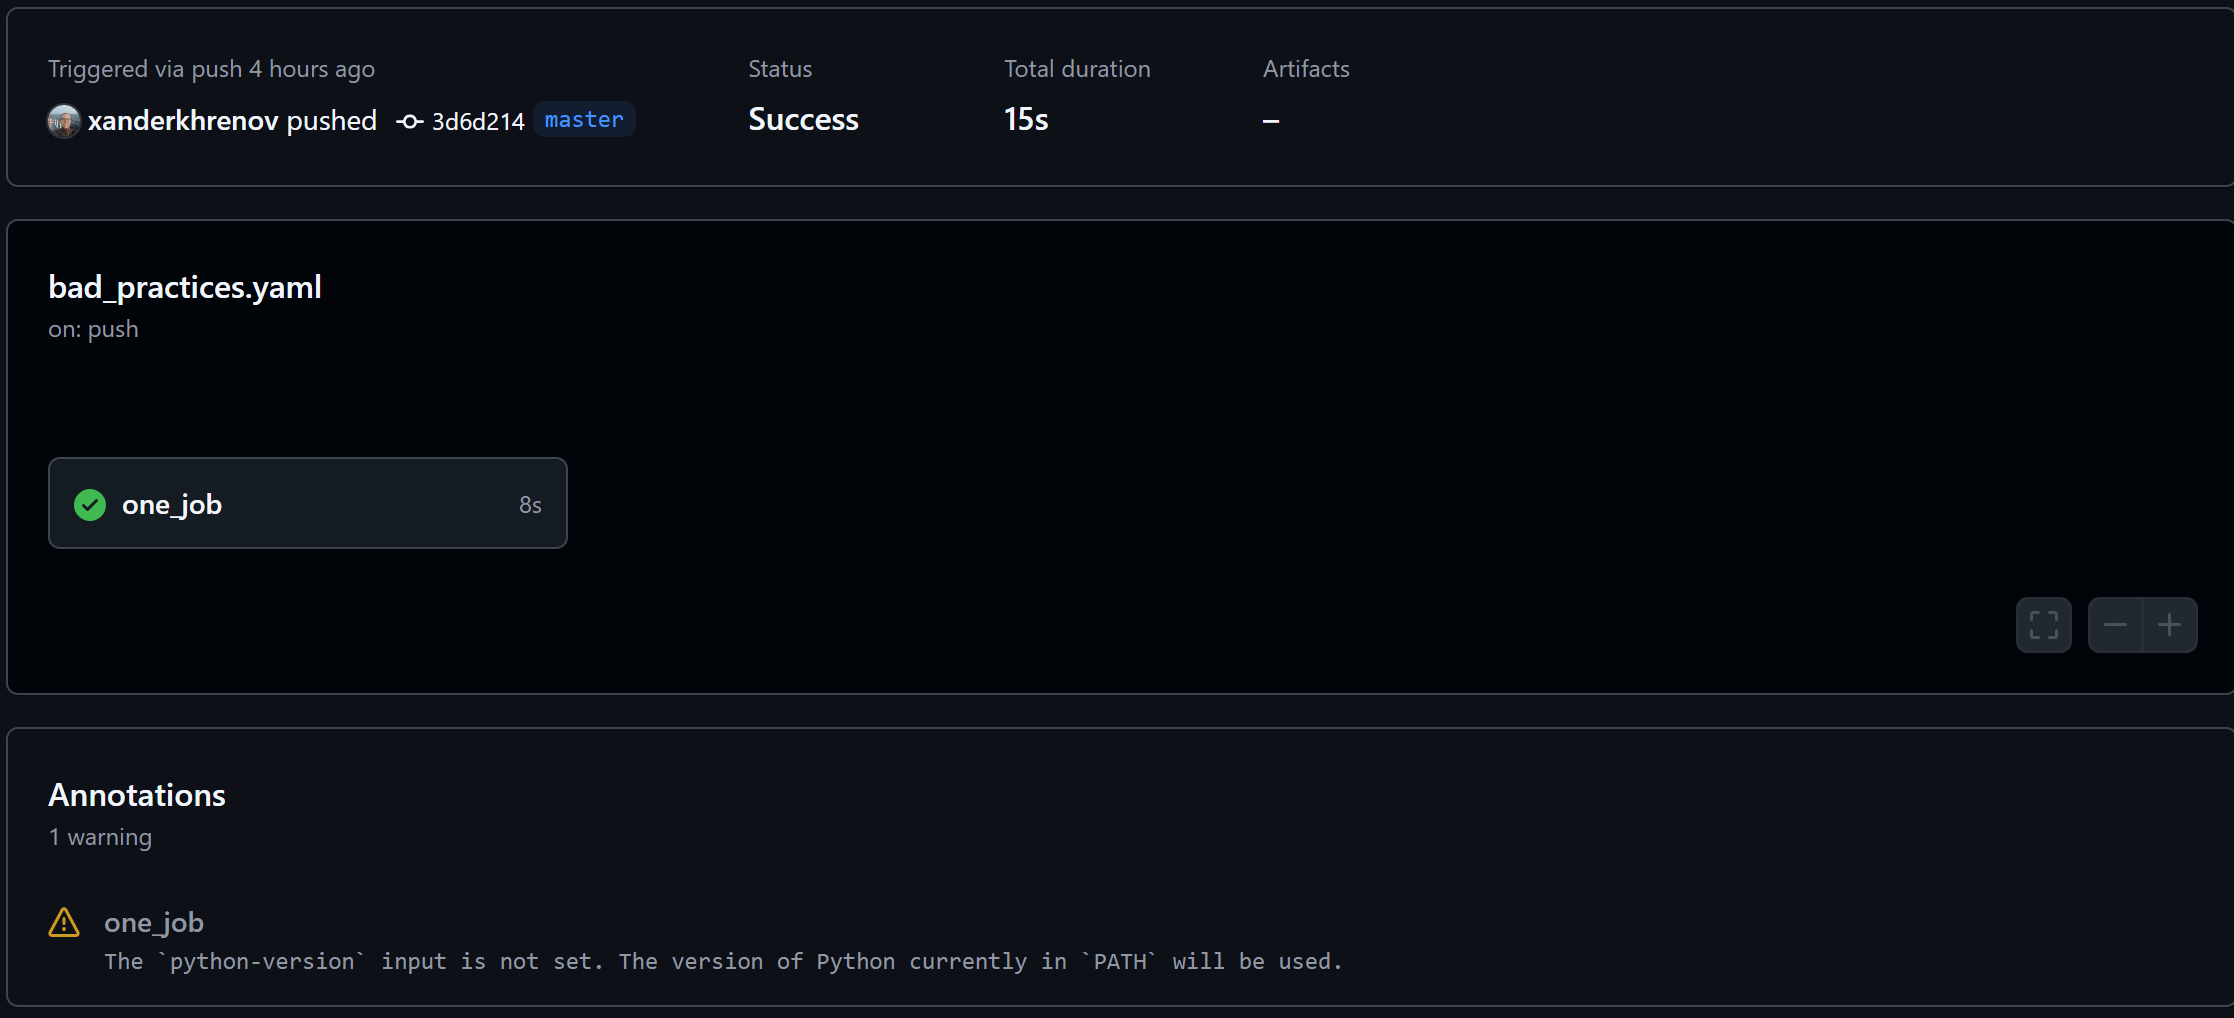 Triggered via push 4 hours ago
xanderkhrenov pushed 3d6d214 master
Status
Success
Total duration
15s
Artifacts
–
bad_practices.yaml
on: push
one_job 8s
Annotations
1 warning
one_job
The `python-version` input is not set. The version of Python currently in `PATH` will be used.